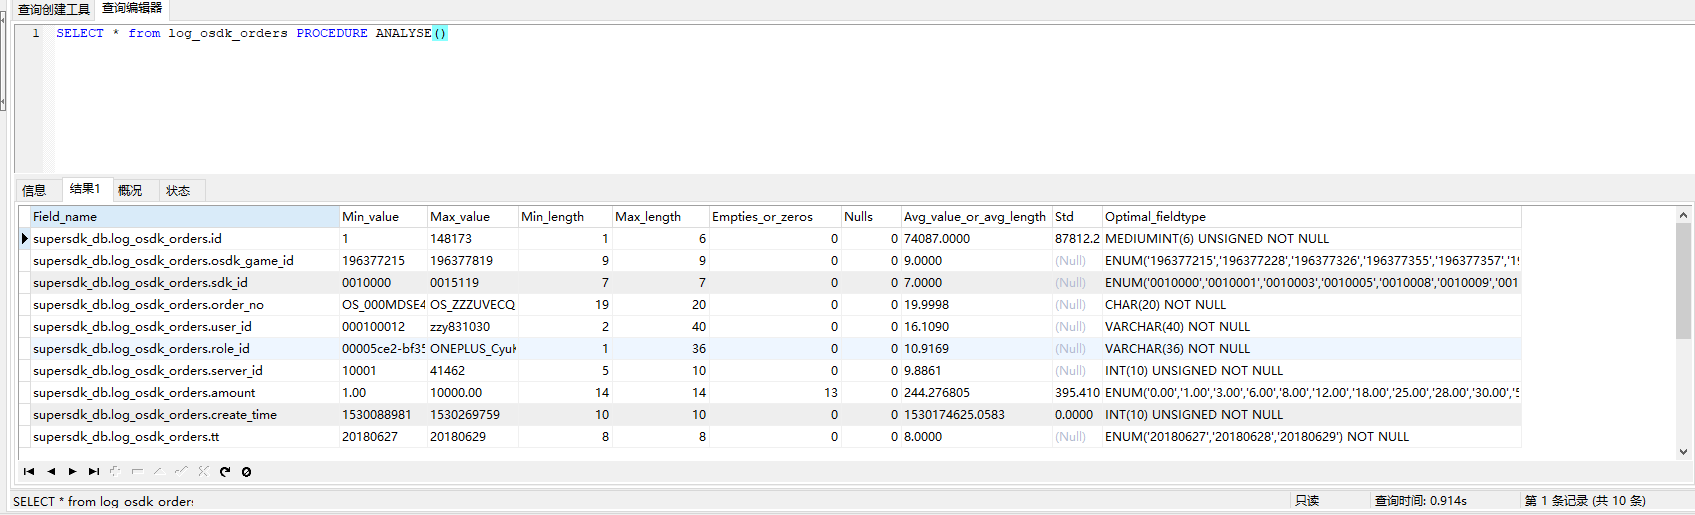 查询创建工具 查询编辑器
1 SELECT * from log_osdk_orders PROCEDURE ANALYSE()
信息 结果1 概况 状态
Field_name Min_value Max_value Min_length Max_length Empties_or_zeros Nulls Avg_value_or_avg_length Std Optimal_fieldtype
supersdk_db.log_osdk_orders.id 1 148173 1 6 0 0 74087.0000 87812.2 MEDIUMINT(6) UNSIGNED NOT NULL
supersdk_db.log_osdk_orders.osdk_game_id 196377215 196377819 9 9 0 0 9.0000 (Null) ENUM('196377215','196377228','196377326','196377355','196377357','19
supersdk_db.log_osdk_orders.sdk_id 0010000 0015119 7 7 0 0 7.0000 (Null) ENUM('0010000','0010001','0010003','0010005','0010008','0010009','001
supersdk_db.log_osdk_orders.order_no OS_000MDSE4 OS_ZZZUVECQ 19 20 0 0 19.9998 (Null) CHAR(20) NOT NULL
supersdk_db.log_osdk_orders.user_id 000100012 zzy831030 2 40 0 0 16.1090 (Null) VARCHAR(40) NOT NULL
supersdk_db.log_osdk_orders.role_id 00005ce2-bf35 ONEPLUS_Cyuk 1 36 0 0 10.9169 (Null) VARCHAR(36) NOT NULL
supersdk_db.log_osdk_orders.server_id 10001 41462 5 10 0 0 9.8861 (Null) INT(10) UNSIGNED NOT NULL
supersdk_db.log_osdk_orders.amount 1.00 10000.00 14 14 13 0 244.276805 395.410 ENUM('0.00','1.00','3.00','6.00','8.00','12.00','18.00','25.00','28.00','30.00','5
supersdk_db.log_osdk_orders.create_time 1530088981 1530269759 10 10 0 0 1530174625.0583 0.0000 INT(10) UNSIGNED NOT NULL
supersdk_db.log_osdk_orders.tt 20180627 20180629 8 8 0 0 8.0000 (Null) ENUM('20180627','20180628','20180629') NOT NULL
SELECT * from log_osdk_orders 只读 查询时间: 0.914s 第 1 条记录 (共 10 条)